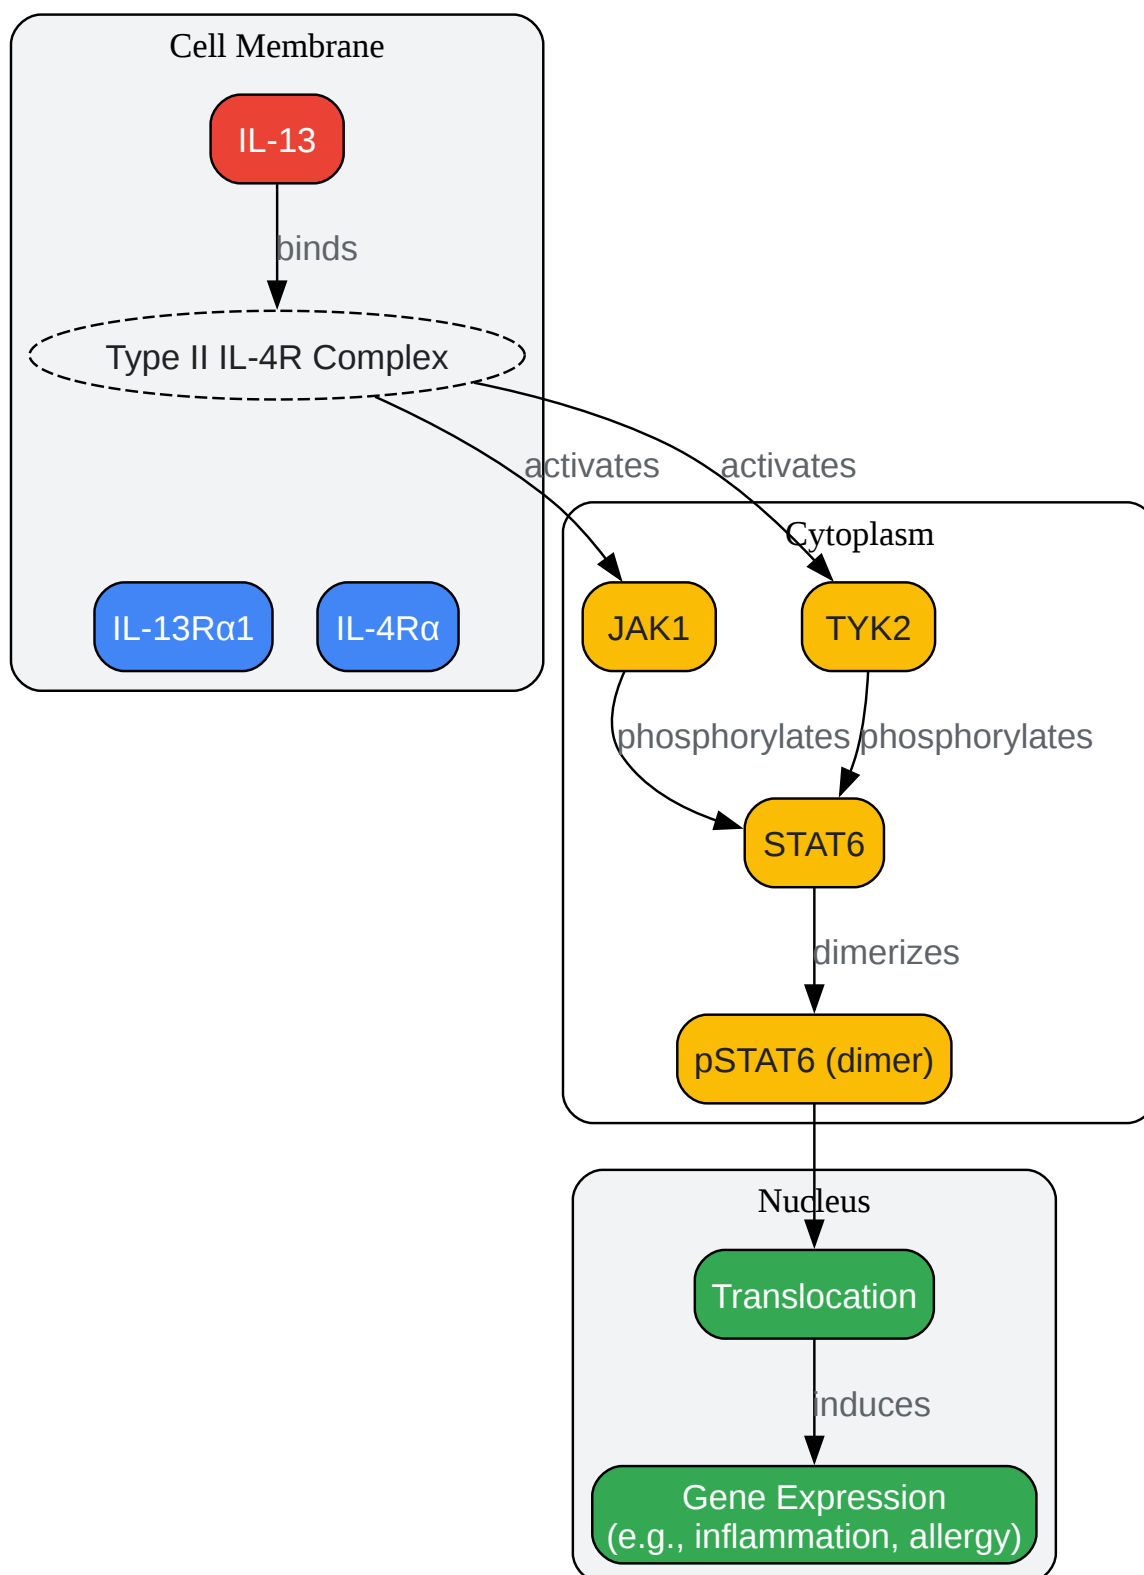 Cell Membrane
IL-13
binds
Type II IL-4R Complex
activates
activates
Cytoplasm
IL-13Rα1
IL-4Rα
JAK1
TYK2
phosphorylates
phosphorylates
STAT6
dimerizes
pSTAT6 (dimer)
Nucleus
Translocation
induces
Gene Expression
(e.g., inflammation, allergy)